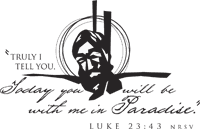 "TRULY I
TELL YOU,
Today you will be
with me in Paradise."
LUKE 23:43 NRSV